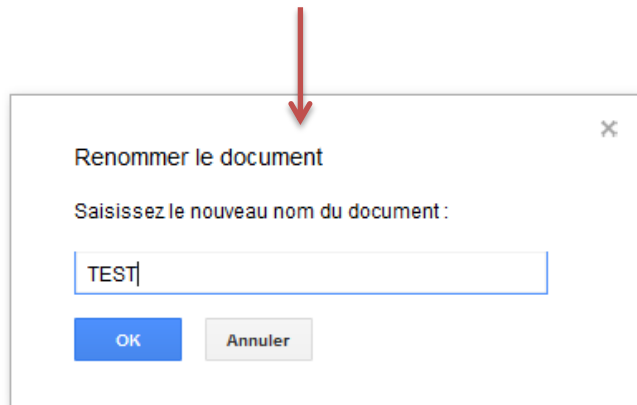 Renommer le document
Saisissez le nouveau nom du document :
TEST
OK Annuler